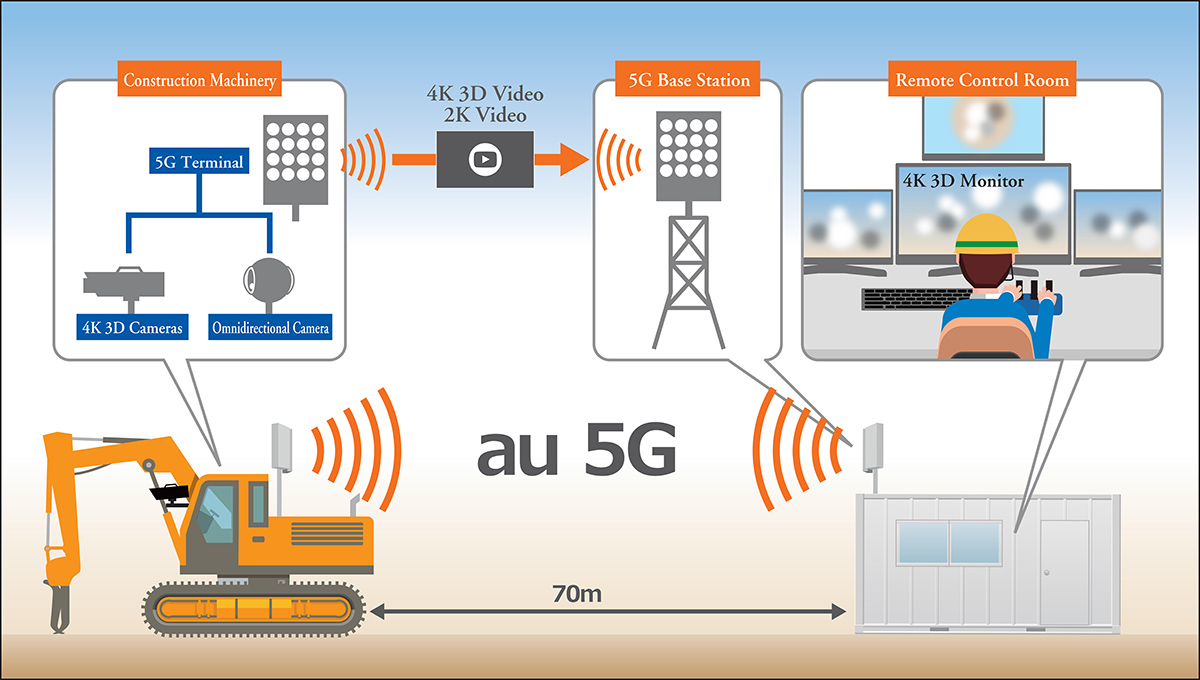 Construction Machinery
5G Terminal
4K 3D Cameras
Omnidirectional Camera
4K 3D Video
2K Video
5G Base Station
Remote Control Room
4K 3D Monitor
au 5G
70m